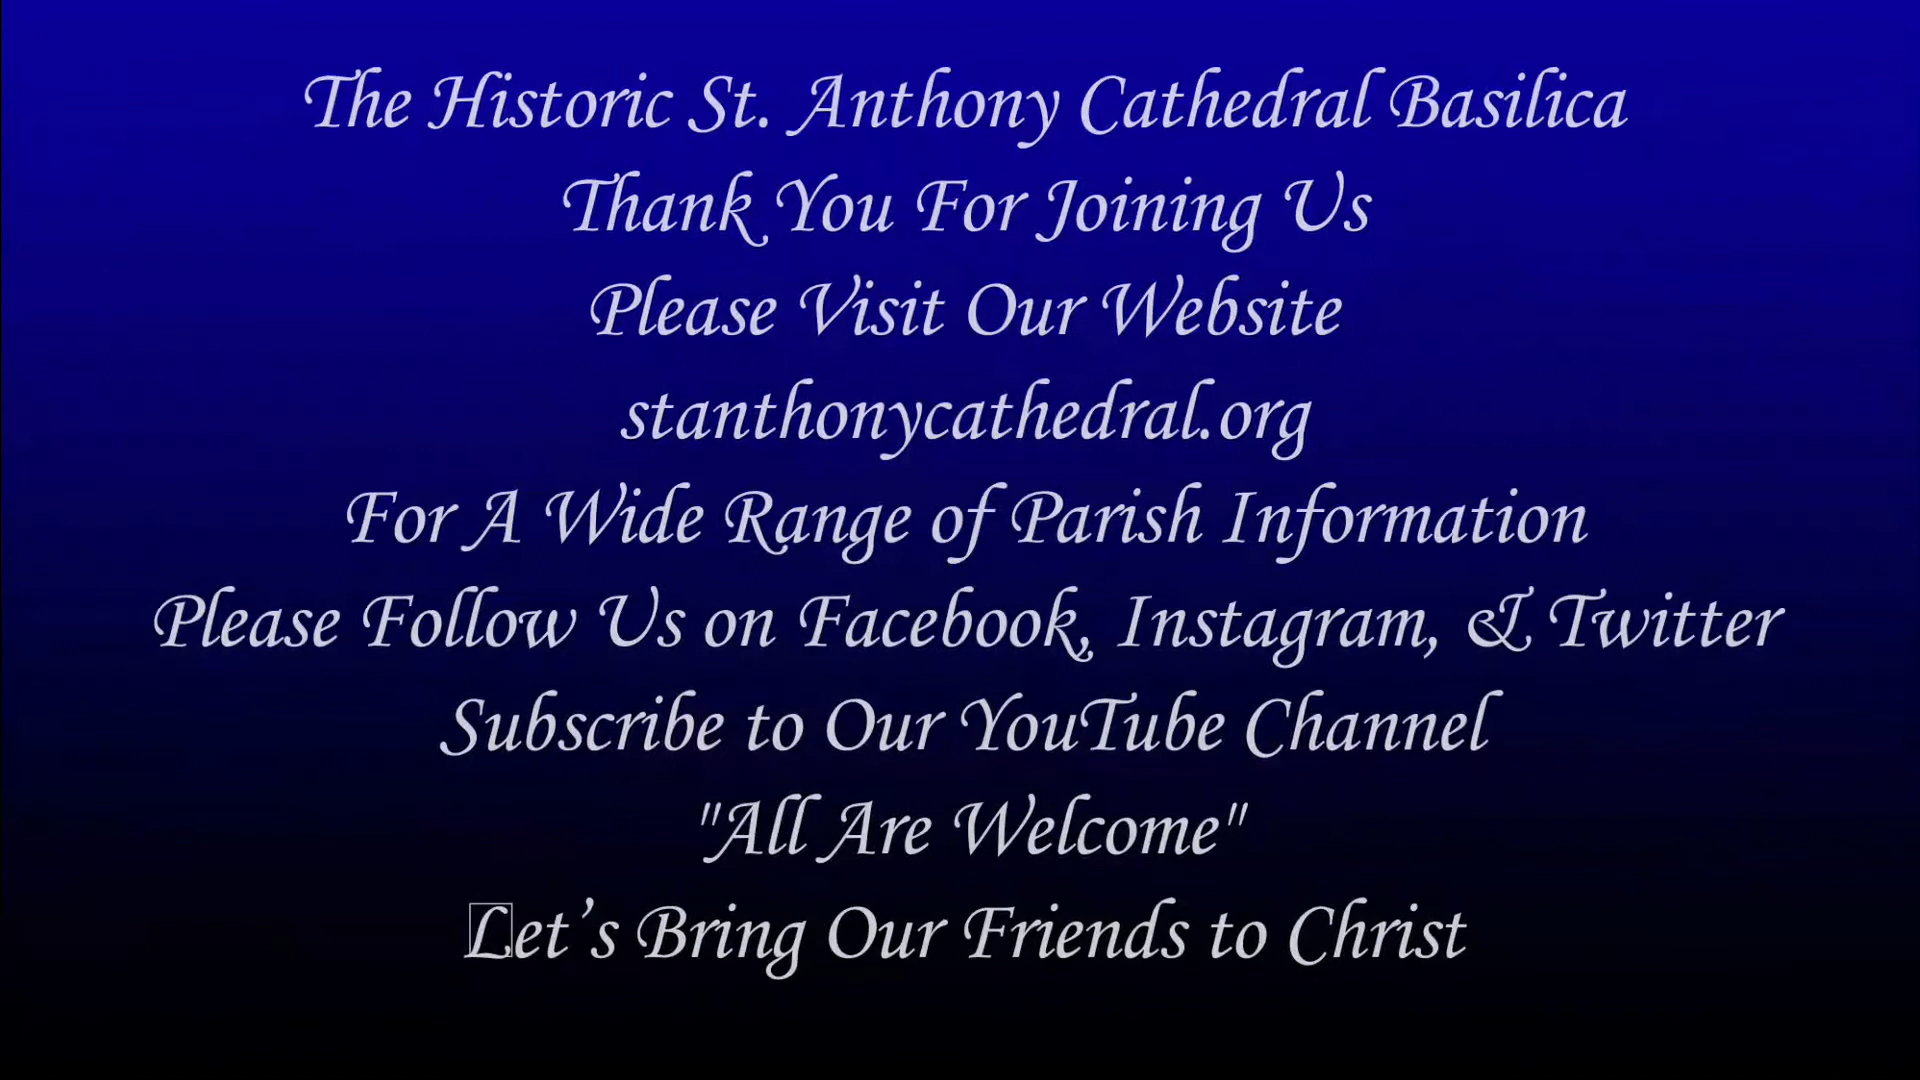 The Historic St. Anthony Cathedral Basilica
Thank You For Joining Us
Please Visit Our Website
stanthonycathedral.org
For A Wide Range of Parish Information
Please Follow Us on Facebook, Instagram, & Twitter
Subscribe to Our YouTube Channel
"All Are Welcome"
Let’s Bring Our Friends to Christ